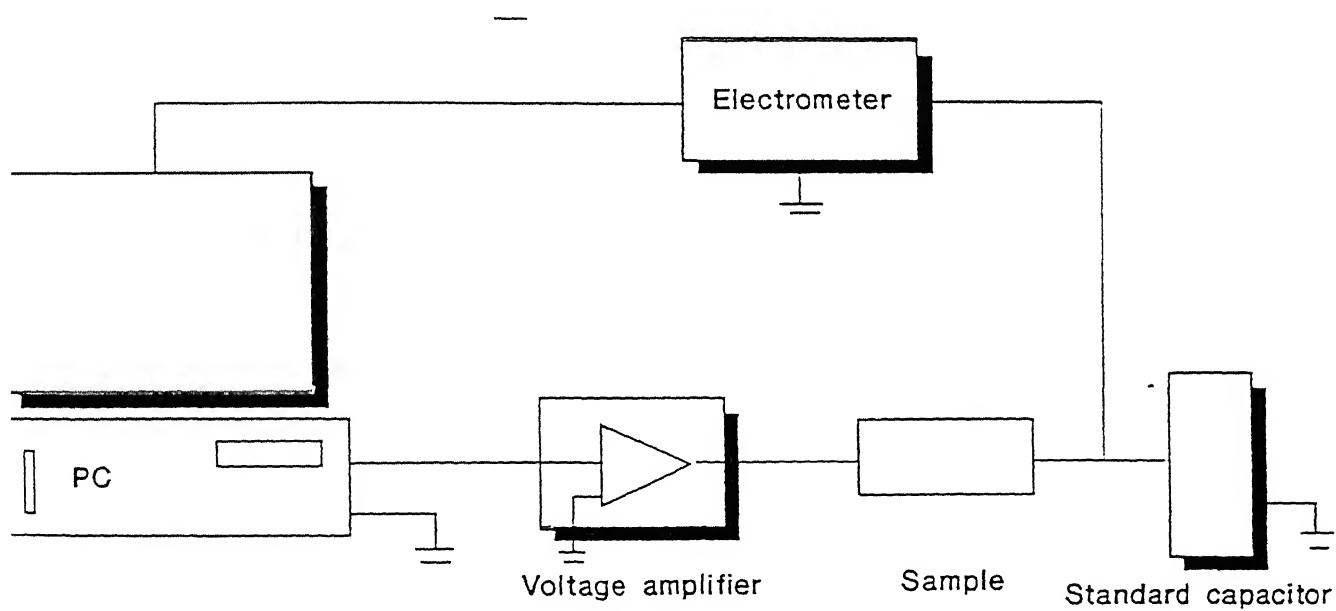 Electrometer
PC
Voltage amplifier
Sample
Standard capacitor